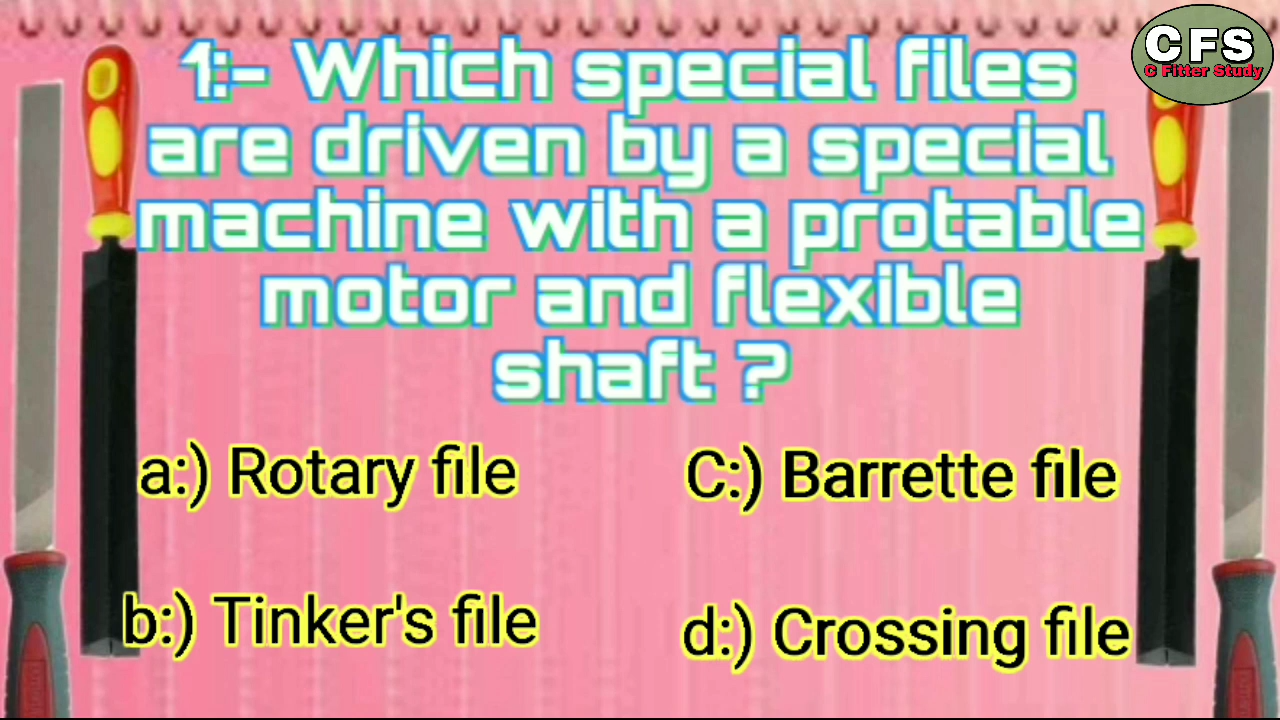 CFS
C Fitter Study
1:- Which special files
are driven by a special
machine with a protable
motor and flexible
shaft ?
a:) Rotary file
C:) Barrette file
b:) Tinker's file
d:) Crossing file